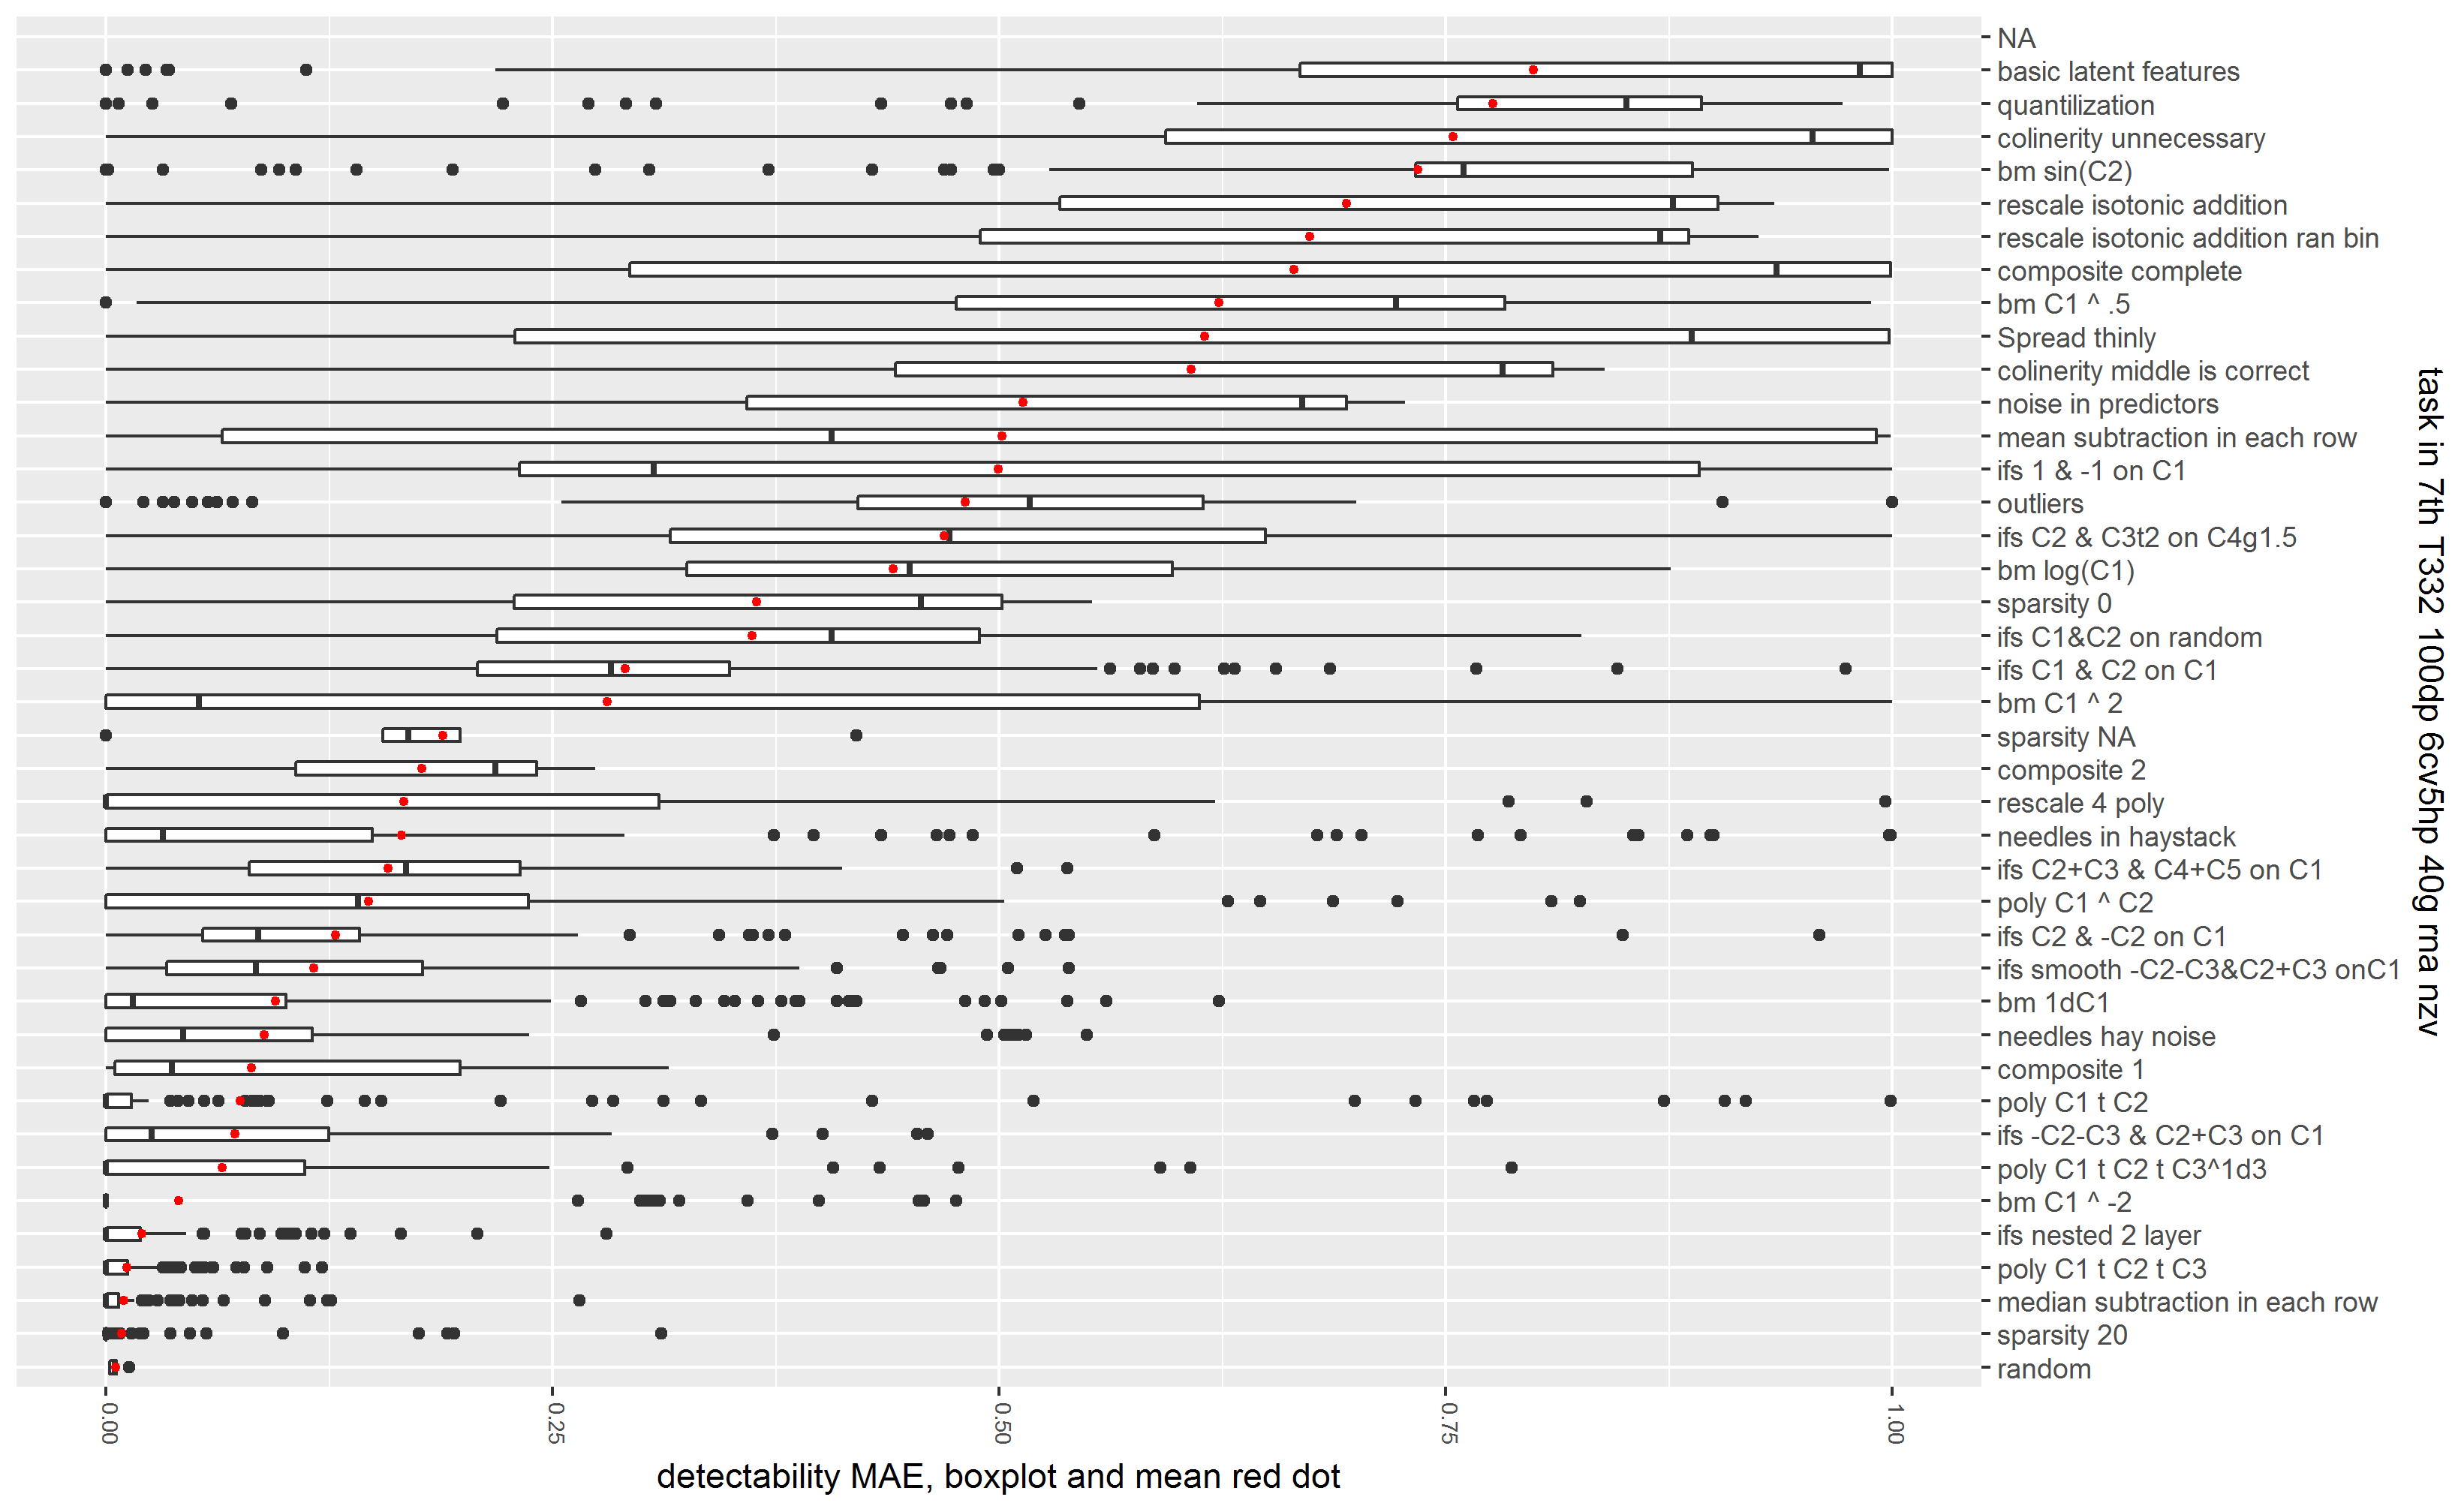 NA
basic latent features
quantilization
colinerity unnecessary
bm sin(C2)
rescale isotonic addition
rescale isotonic addition ran bin
composite complete
bm C1 ^ .5
Spread thinly
colinerity middle is correct
noise in predictors
mean subtraction in each row
ifs 1 & -1 on C1
outliers
ifs C2 & C3t2 on C4g1.5
bm log(C1)
sparsity 0
ifs C1&C2 on random
ifs C1 & C2 on C1
bm C1 ^ 2
sparsity NA
composite 2
rescale 4 poly
needles in haystack
ifs C2+C3 & C4+C5 on C1
poly C1 ^ C2
ifs C2 & -C2 on C1
ifs smooth -C2-C3&C2+C3 onC1
bm 1dC1
needles hay noise
composite 1
poly C1 t C2
ifs -C2-C3 & C2+C3 on C1
poly C1 t C2 t C3^1d3
bm C1 ^ -2
ifs nested 2 layer
poly C1 t C2 t C3
median subtraction in each row
sparsity 20
random
task in 7th T332 100dp 6cv5hp 40g rna nzv
0.00
0.25
0.50
0.75
1.00
detectability MAE, boxplot and mean red dot